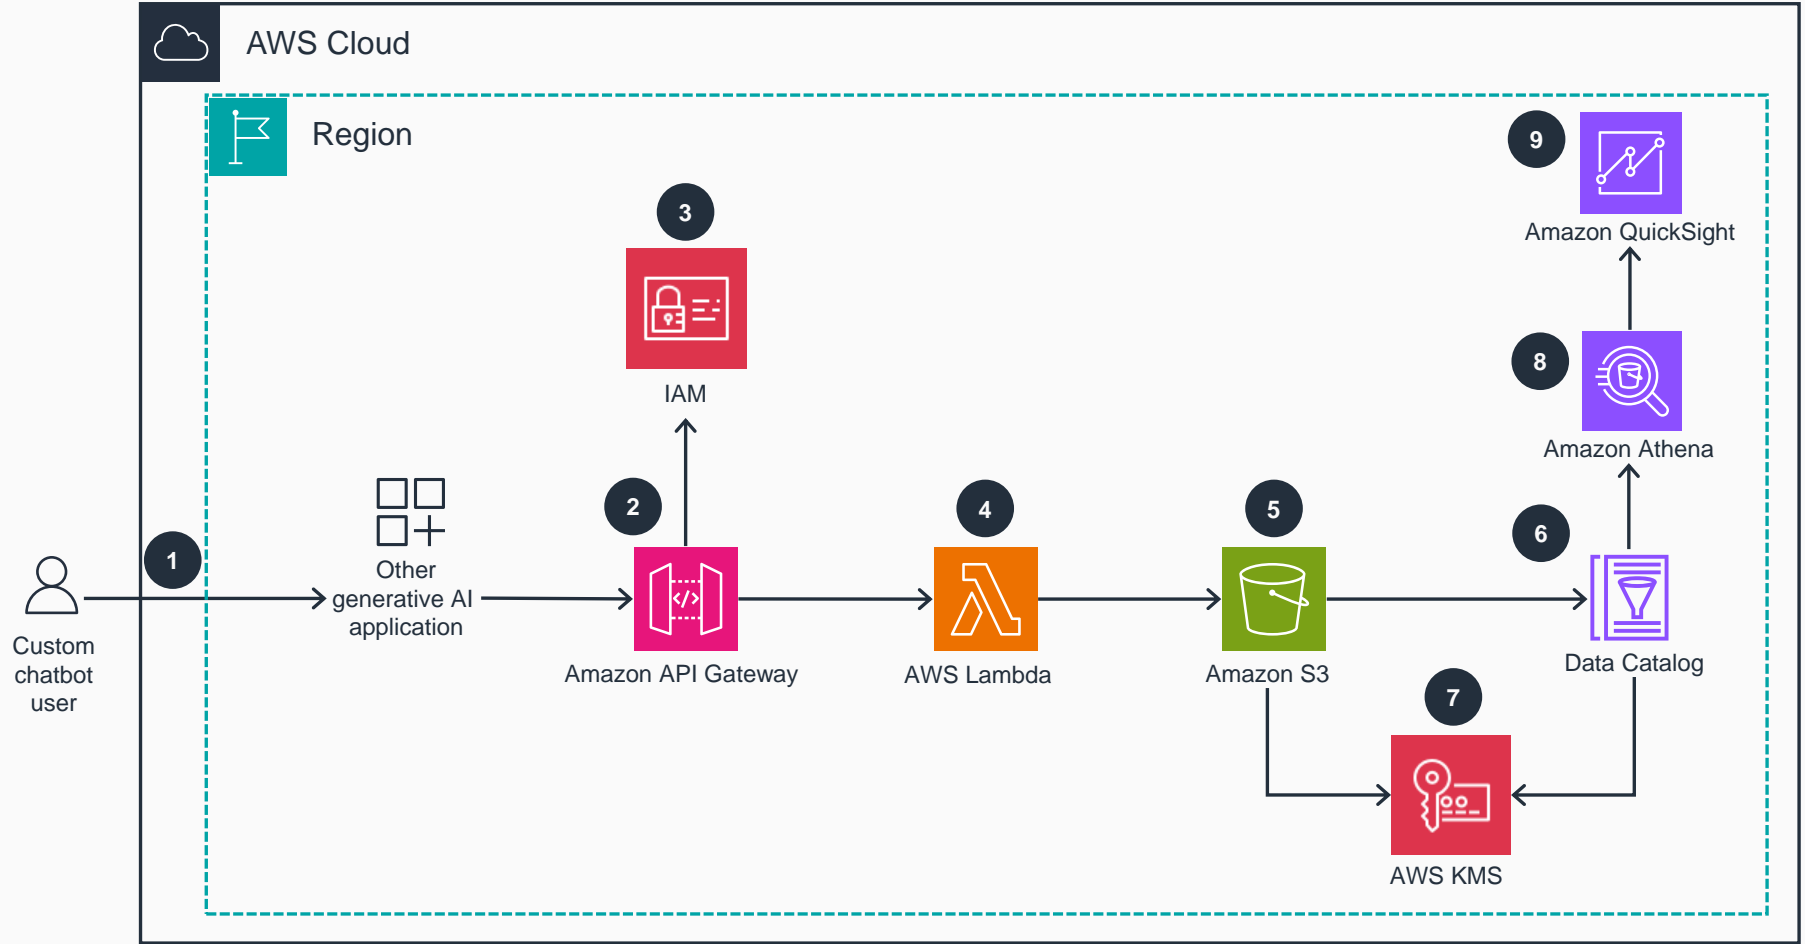 AWS Cloud
Region
9
Amazon QuickSight
3
IAM
8
Amazon Athena
1
Custom
chatbot
user
Other
generative AI
application
2
Amazon API Gateway
</>
4
AWS Lambda
5
Amazon S3
6
Data Catalog
7
AWS KMS